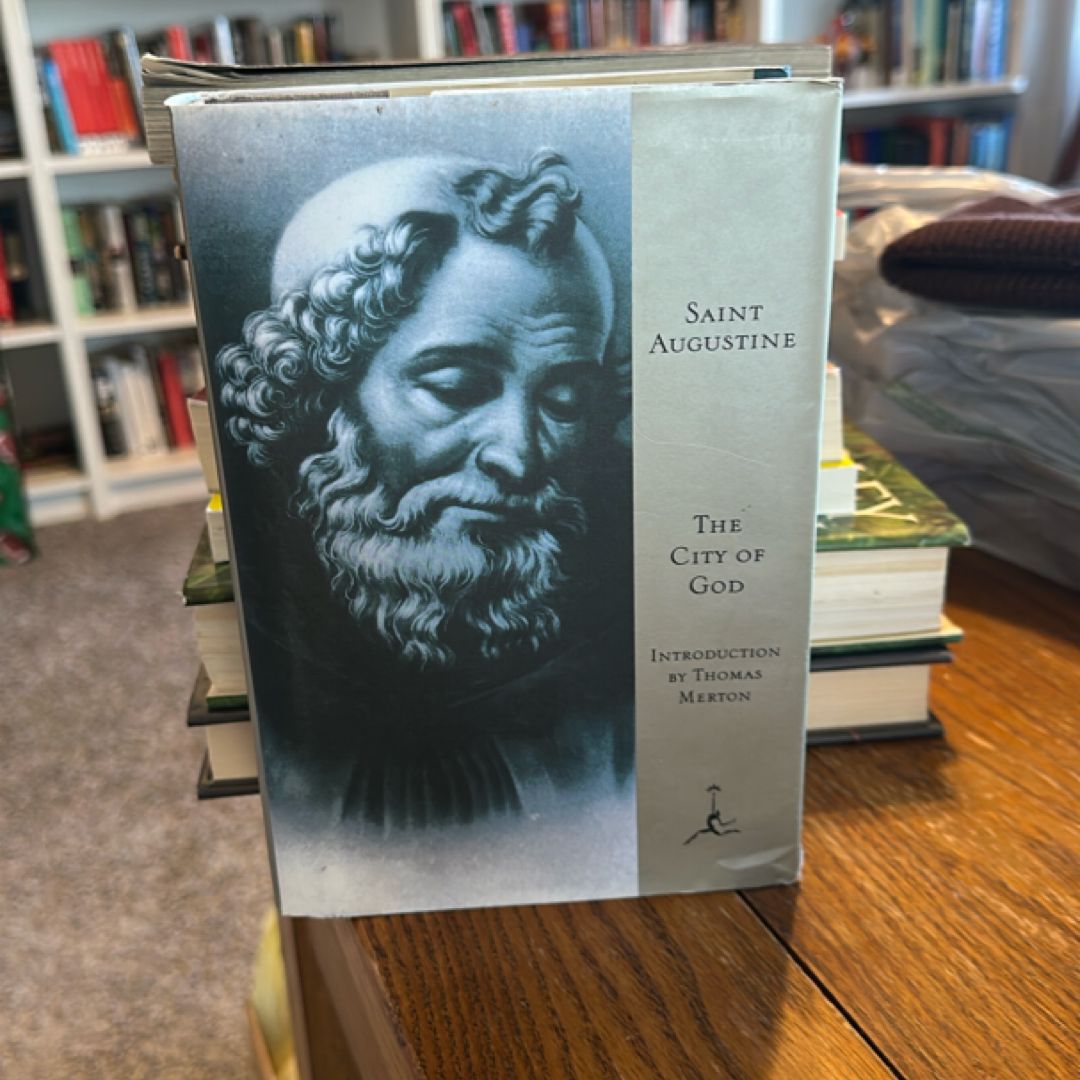 SAINT
AUGUSTINE
THE
CITY OF
GOD
INTRODUCTION
BY THOMAS
MERTON